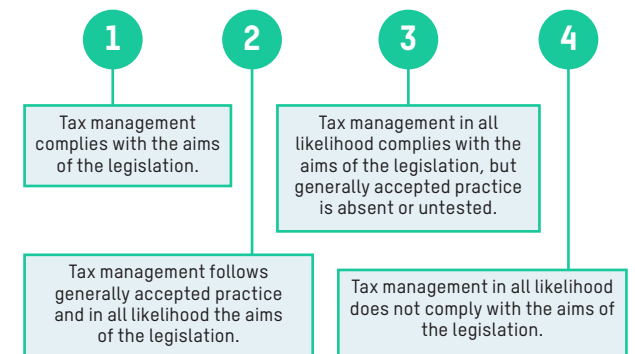 1
2
3
4
Tax management
complies with the aims
of the legislation.
Tax management in all
likelihood complies with the
aims of the legislation, but
generally accepted practice
is absent or untested.
Tax management follows
generally accepted practice
and in all likelihood the aims
of the legislation.
Tax management in all likelihood
does not comply with the aims of
the legislation.